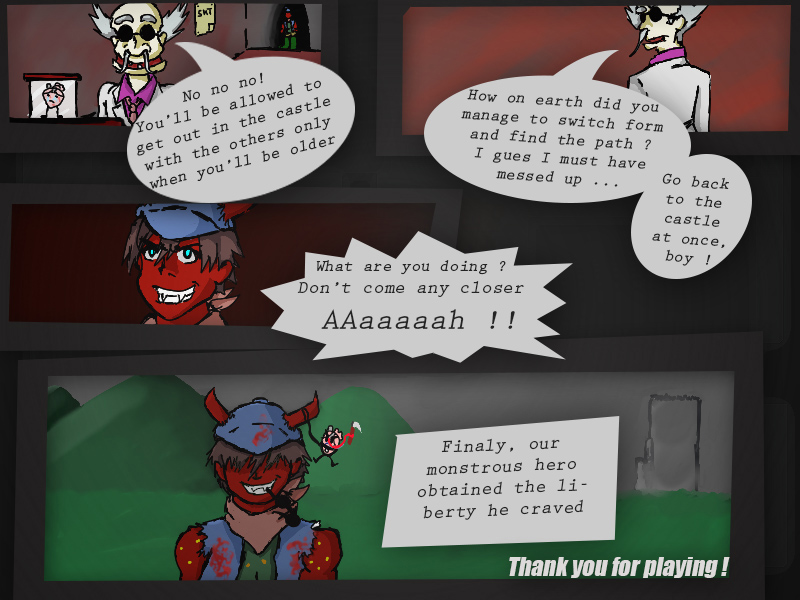 SKT
No no no!
You'll be allowed to
get out in the castle
with the others only
when you'll be older
How on earth did you
manage to switch form
and find the path ?
I gues I must have
messed up ...
Go back
to the
castle
at once,
boy !
What are you doing ?
Don't come any closer
AAaaaaah !!
Finaly, our
monstrous hero
obtained the li-
berty he craved
Thank you for playing !